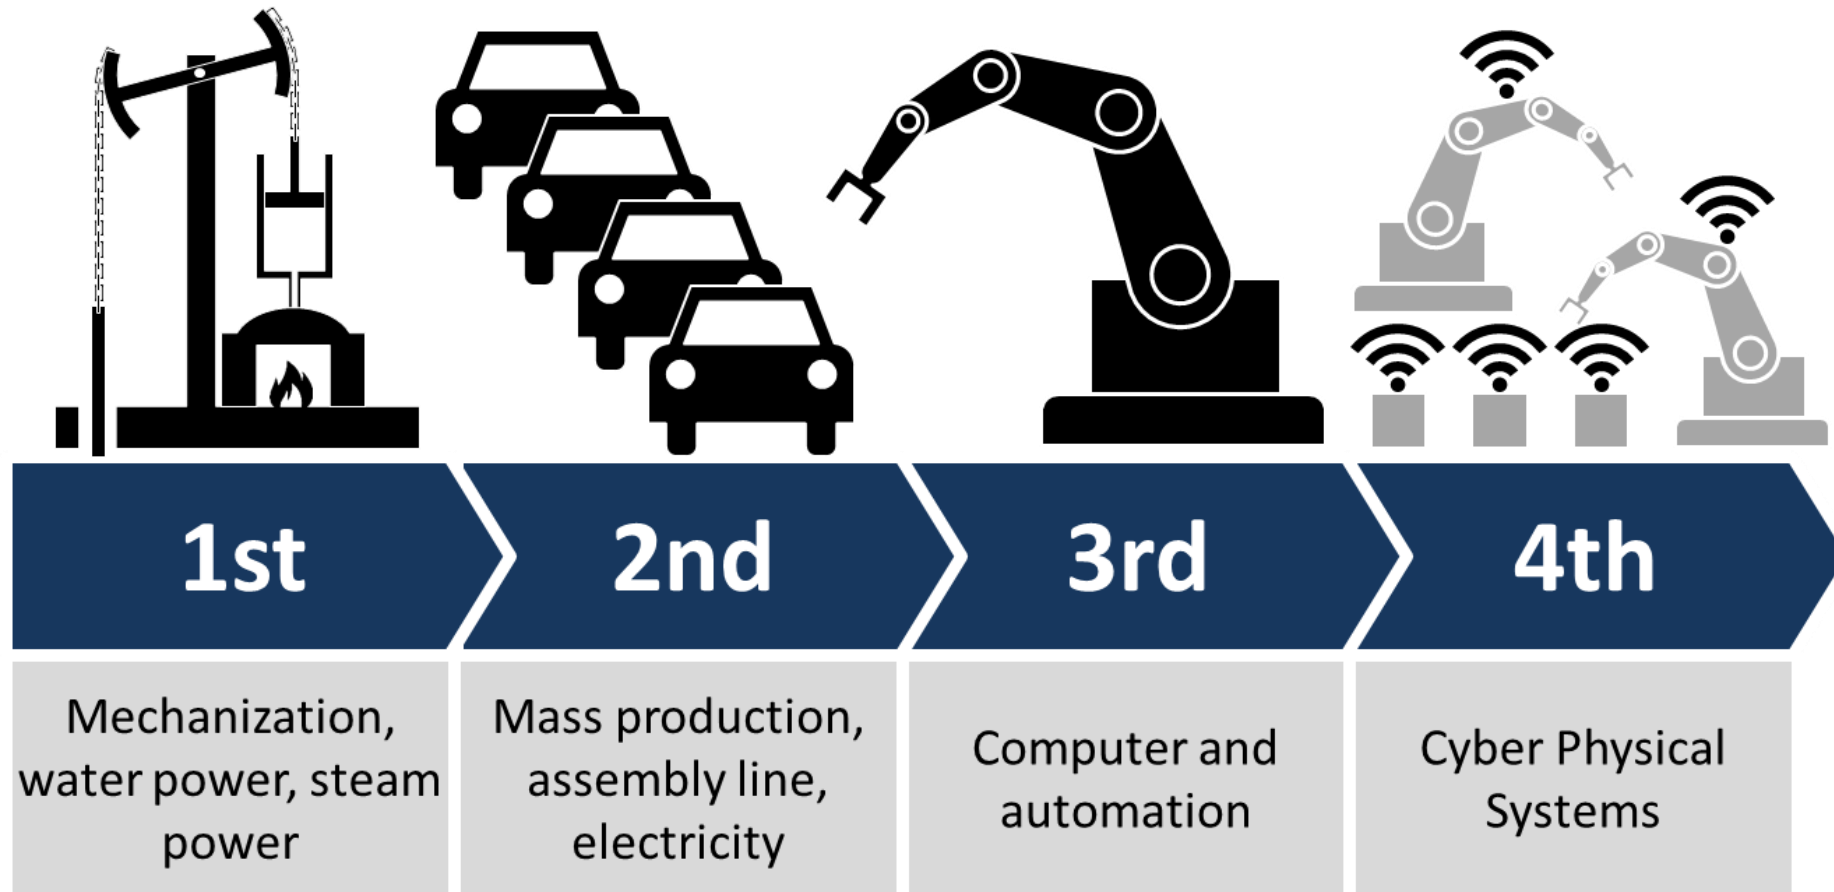 1st
2nd
3rd
4th
Mechanization,
water power, steam
power
Mass production,
assembly line,
electricity
Computer and
automation
Cyber Physical
Systems